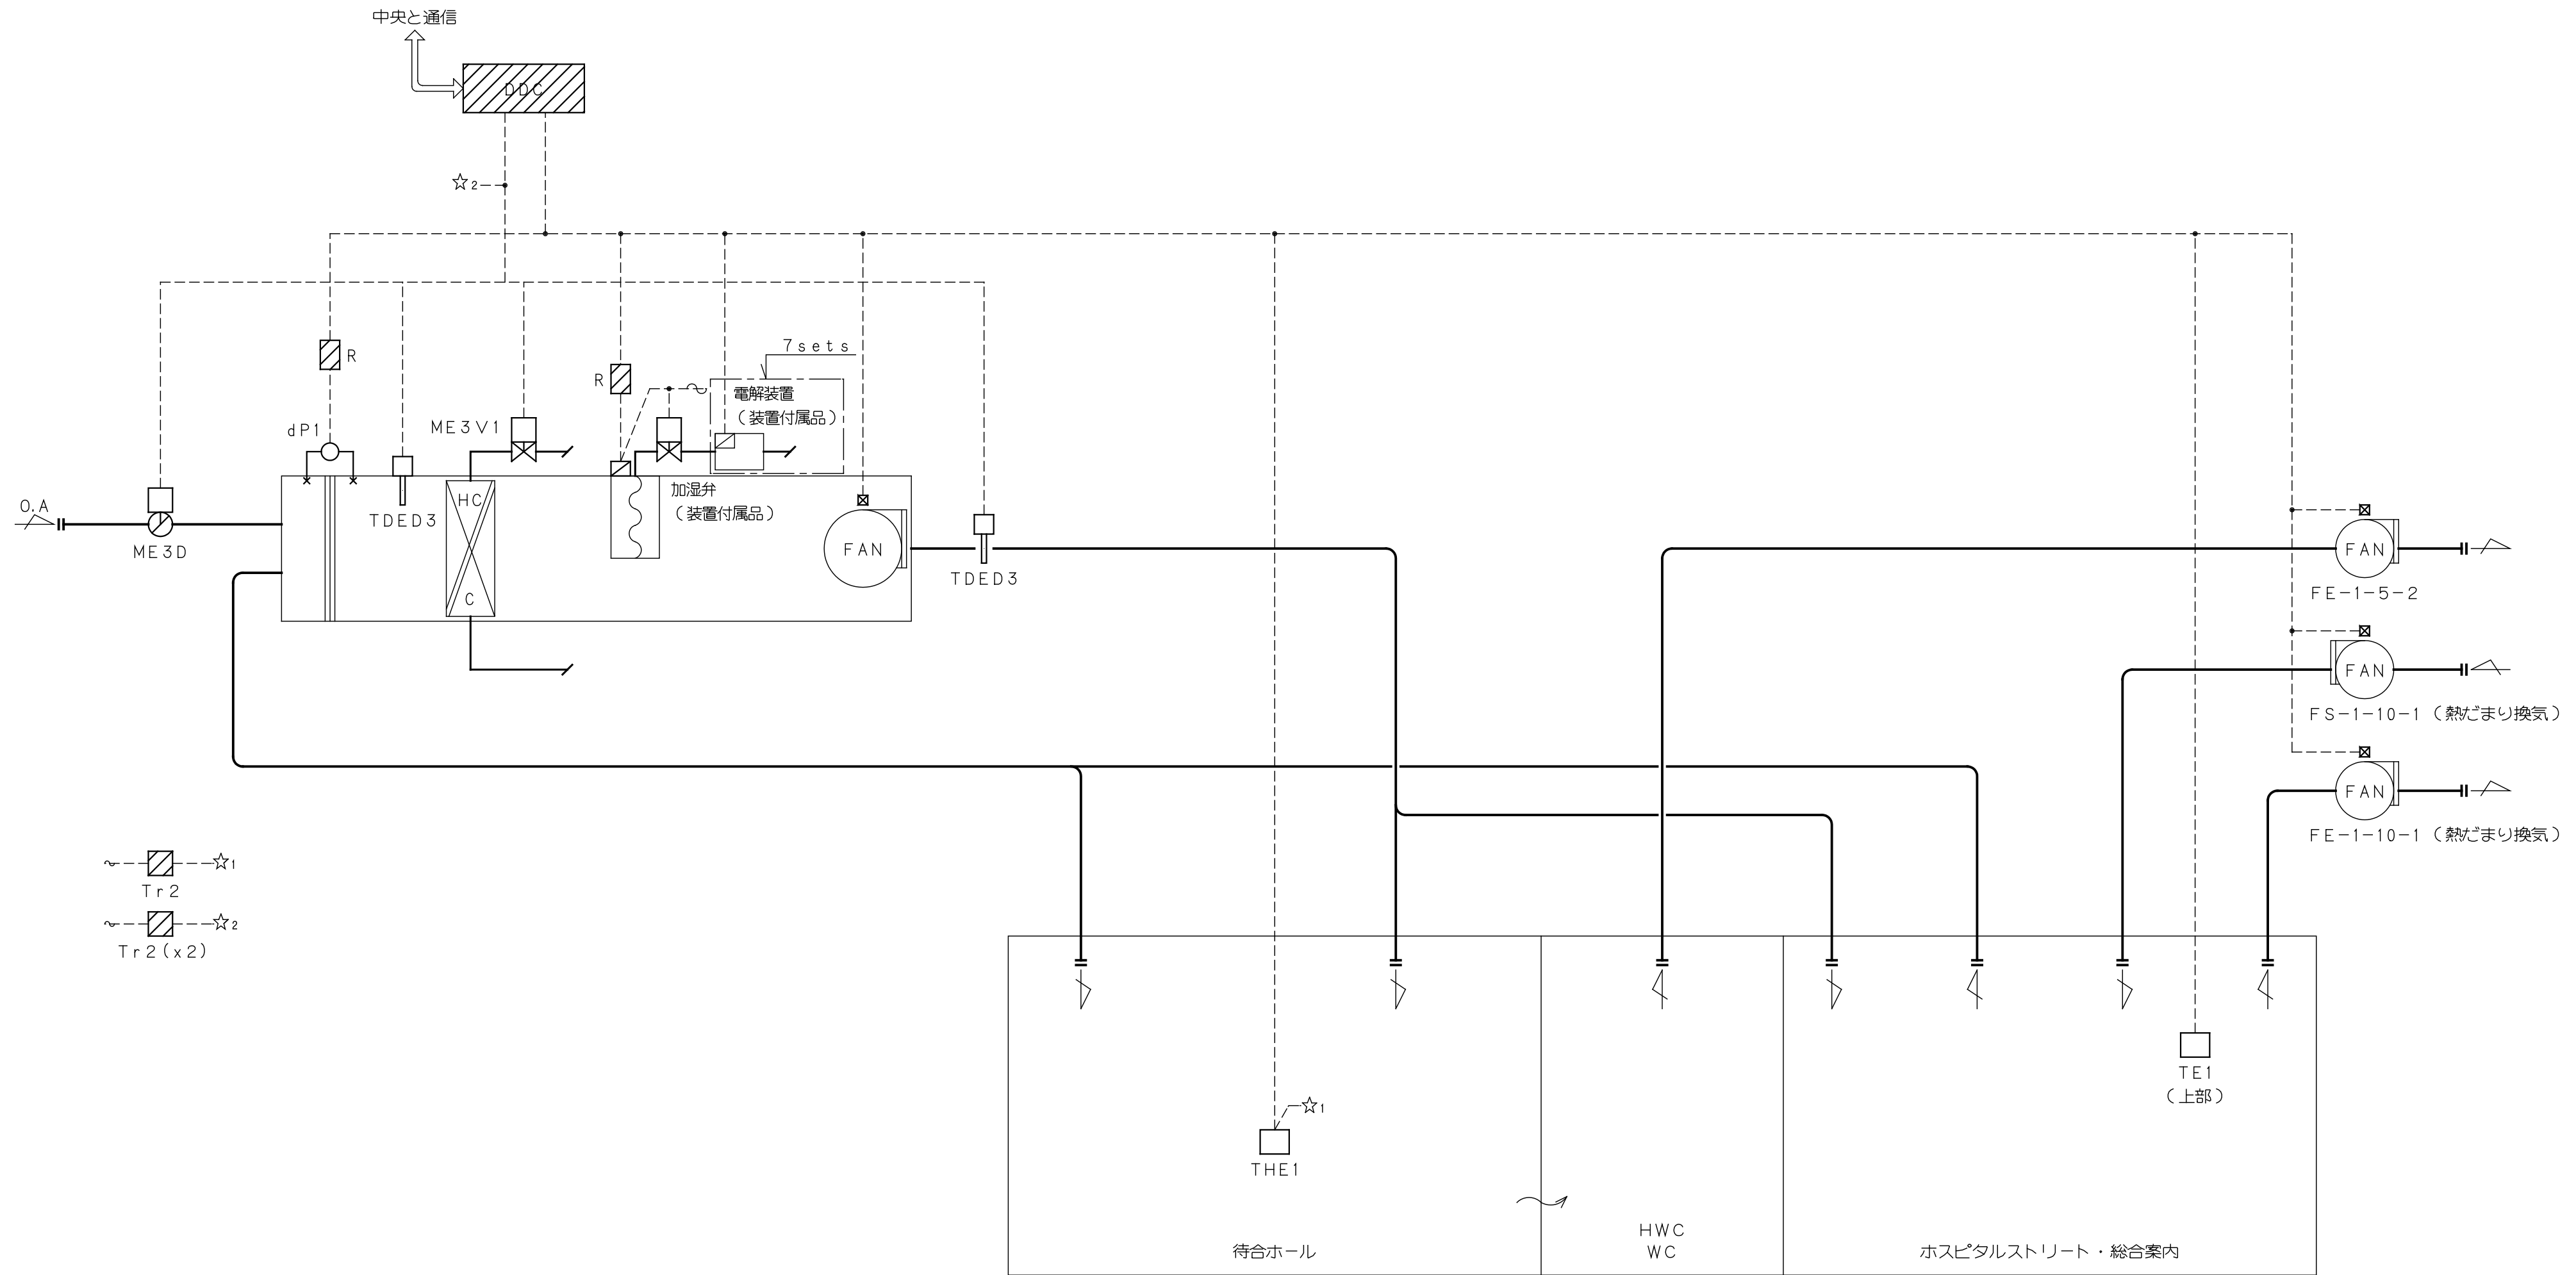 中央と通信
DDC
☆2
7sets
R
R
電解装置
(装置付属品)
dP1
ME3V1
加湿弁
(装置付属品)
O.A
HC
TDED3
ME3D
FAN
TDED3
C
FAN
FE-1-5-2
FAN
FS-1-10-1 (熱だまり換気)
FAN
FE-1-10-1 (熱だまり換気)
☆1
Tr2
☆2
Tr2(x2)
TE1
(上部)
☆1
THE1
HWC
WC
待合ホール
ホスピタルストリート・総合案内